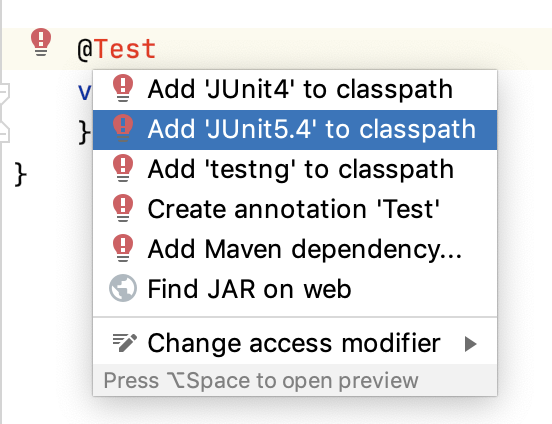 @Test
v
Add 'JUnit4' to classpath
Add 'JUnit5.4' to classpath
}
Add 'testng' to classpath
}
Create annotation 'Test'
Add Maven dependency...
Find JAR on web
Change access modifier
Press ⌥Space to open preview